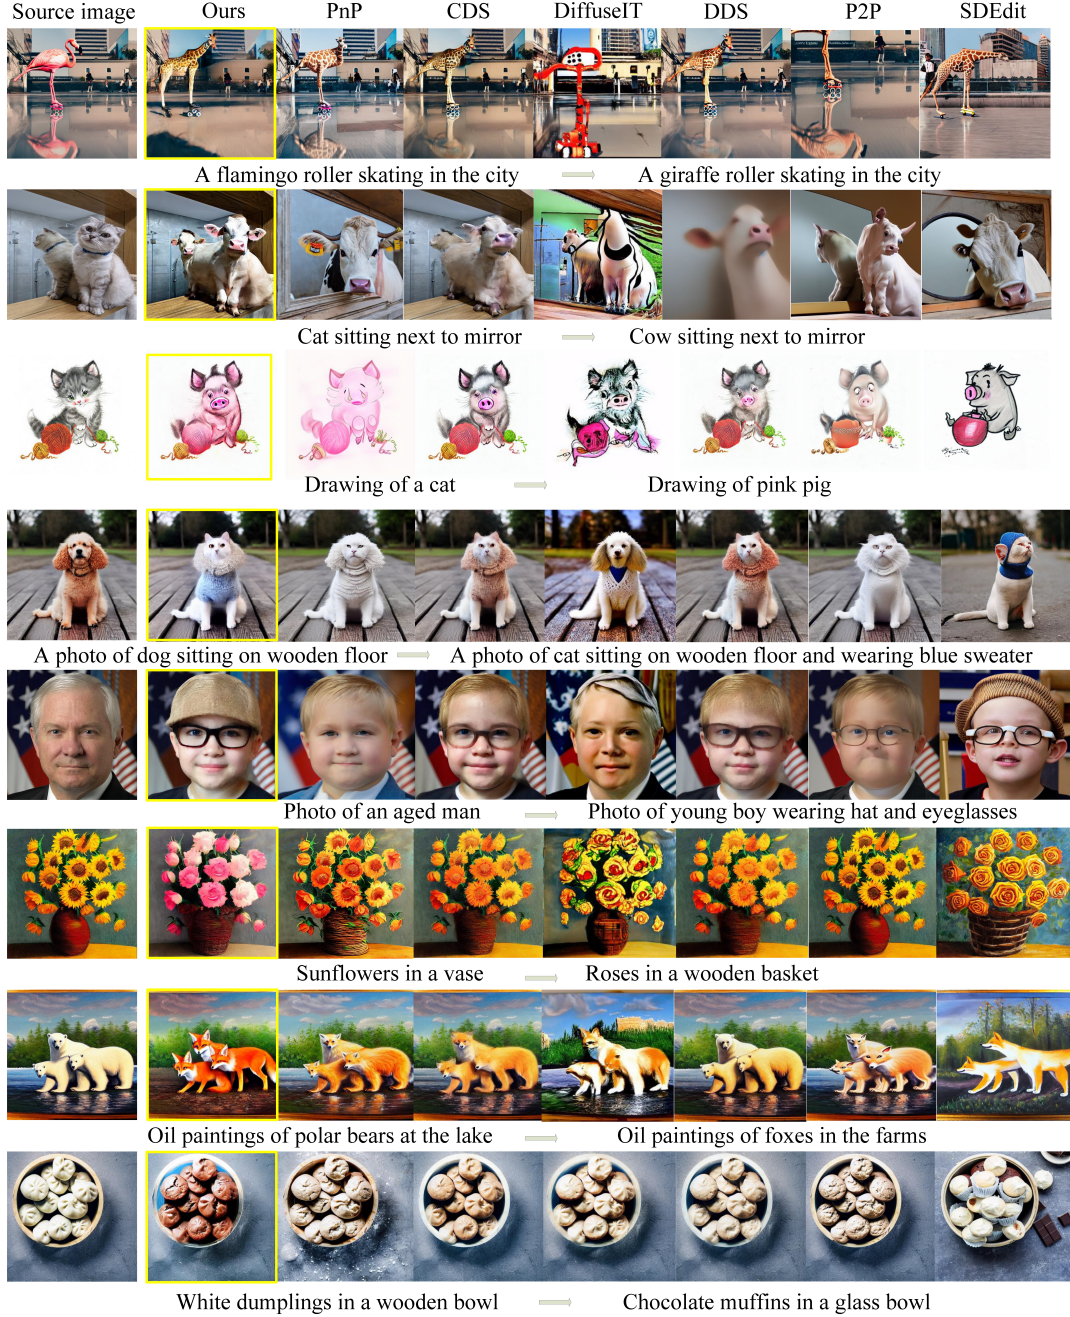 Source image Ours PnP CDS DiffuseIT DDS P2P SDEdit
A flamingo roller skating in the city A giraffe roller skating in the city
Cat sitting next to mirror Cow sitting next to mirror
Drawing of a cat Drawing of pink pig
A photo of dog sitting on wooden floor A photo of cat sitting on wooden floor and wearing blue sweater
Photo of an aged man Photo of young boy wearing hat and eyeglasses
Sunflowers in a vase Roses in a wooden basket
Oil paintings of polar bears at the lake Oil paintings of foxes in the farms
White dumplings in a wooden bowl Chocolate muffins in a glass bowl